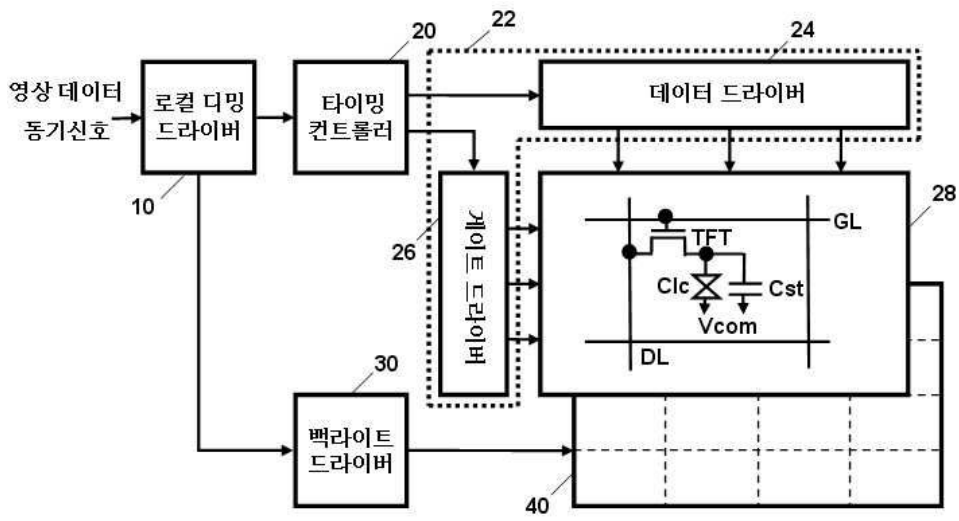 22
20
24
영상 데이터
동기신호
로컬 디밍
드라이버
타이밍
컨트롤러
데이터 드라이버
10
26
게이트 드라이버
28
GL
TFT
Clc
Cst
Vcom
DL
30
백라이트
드라이버
40